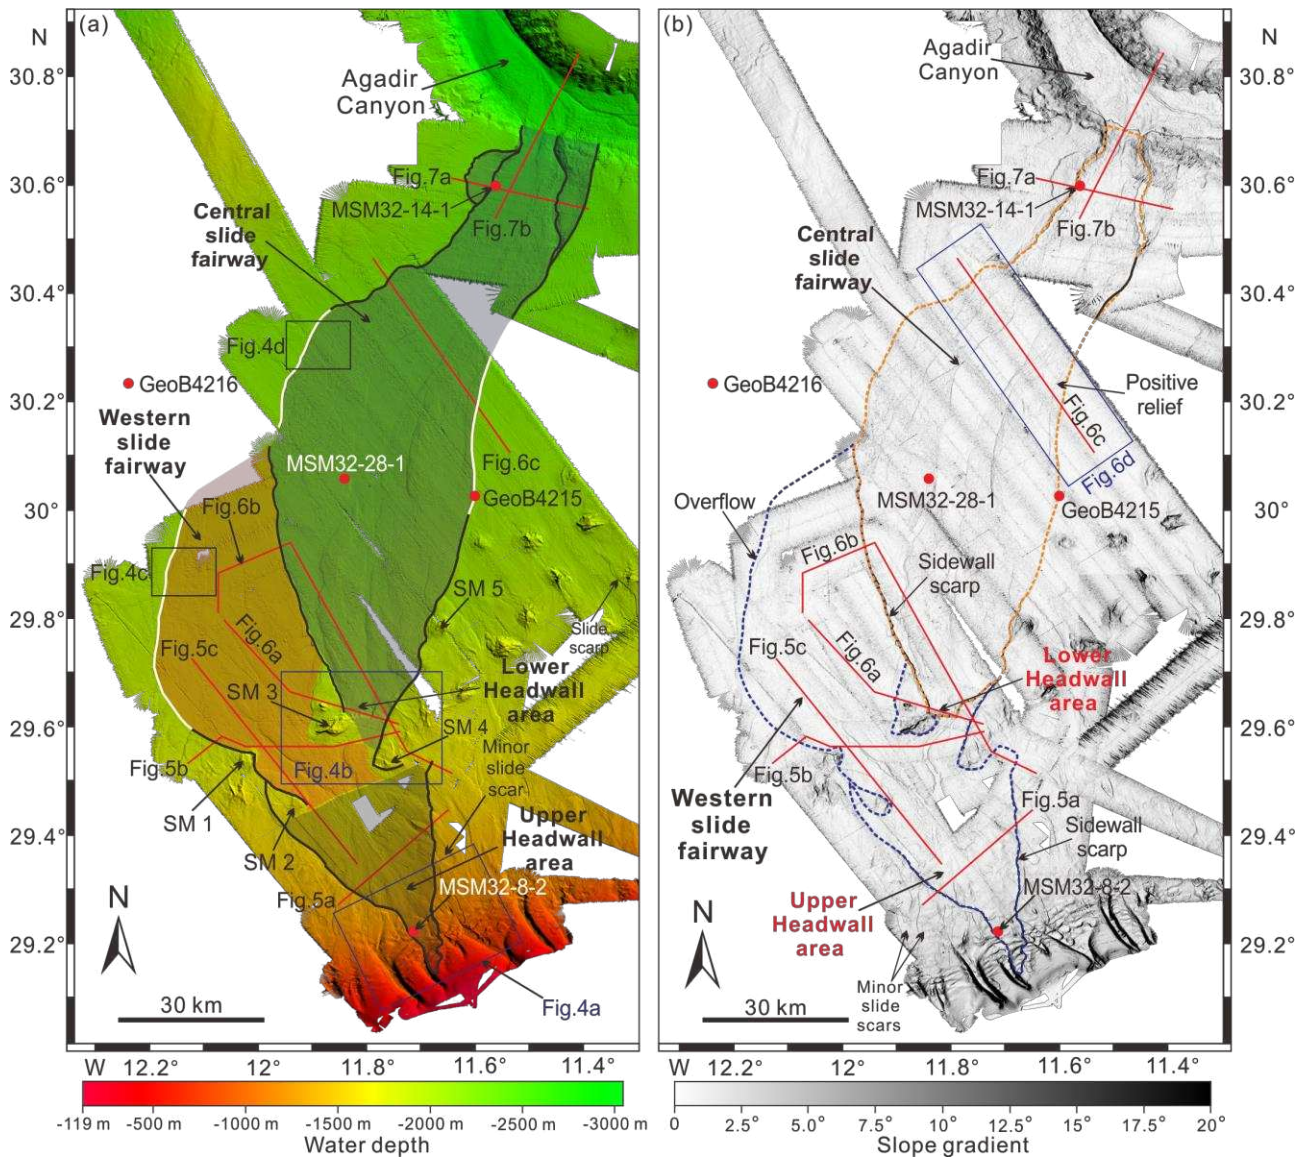 (a)
N
30.8°
30.6°
30.4°
30.2°
30°
29.8°
29.6°
29.4°
29.2°
Agadir
Canyon
Fig.7a
MSM32-14-1
Fig.7b
Central
slide
fairway
Fig.4d
GeoB4216
Western
slide
fairway
MSM32-28-1
Fig.6c
GeoB4215
Fig.6b
Fig.4c
SM 5
Slide
scarp
Fig.5c
Fig.6a
Lower
Headwall
area
SM 3
SM 4
Minor
slide
scar
Fig.5b
Fig.4b
SM 1
SM 2
Upper
Headwall
area
MSM32-8-2
Fig.5a
N
30 km
Fig.4a
W
12.2°
12°
11.8°
11.6°
11.4°
-119 m
-500 m
-1000 m
-1500 m
-2000 m
-2500 m
-3000 m
Water depth
(b)
N
30.8°
30.6°
30.4°
30.2°
30°
29.8°
29.6°
29.4°
29.2°
Agadir
Canyon
Fig.7a
MSM32-14-1
Fig.7b
Central
slide
fairway
GeoB4216
Positive
relief
Fig.6c
Fig.6d
MSM32-28-1
GeoB4215
Overflow
Fig.6b
Sidewall
scarp
Fig.5c
Fig.6a
Lower
Headwall
area
Fig.5b
Western
slide
fairway
Fig.5a
Sidewall
scarp
MSM32-8-2
Upper
Headwall
area
N
Minor
slide
scars
30 km
W
12.2°
12°
11.8°
11.6°
11.4°
0
2.5°
5.0°
7.5°
10°
12.5°
15°
17.5°
20°
Slope gradient